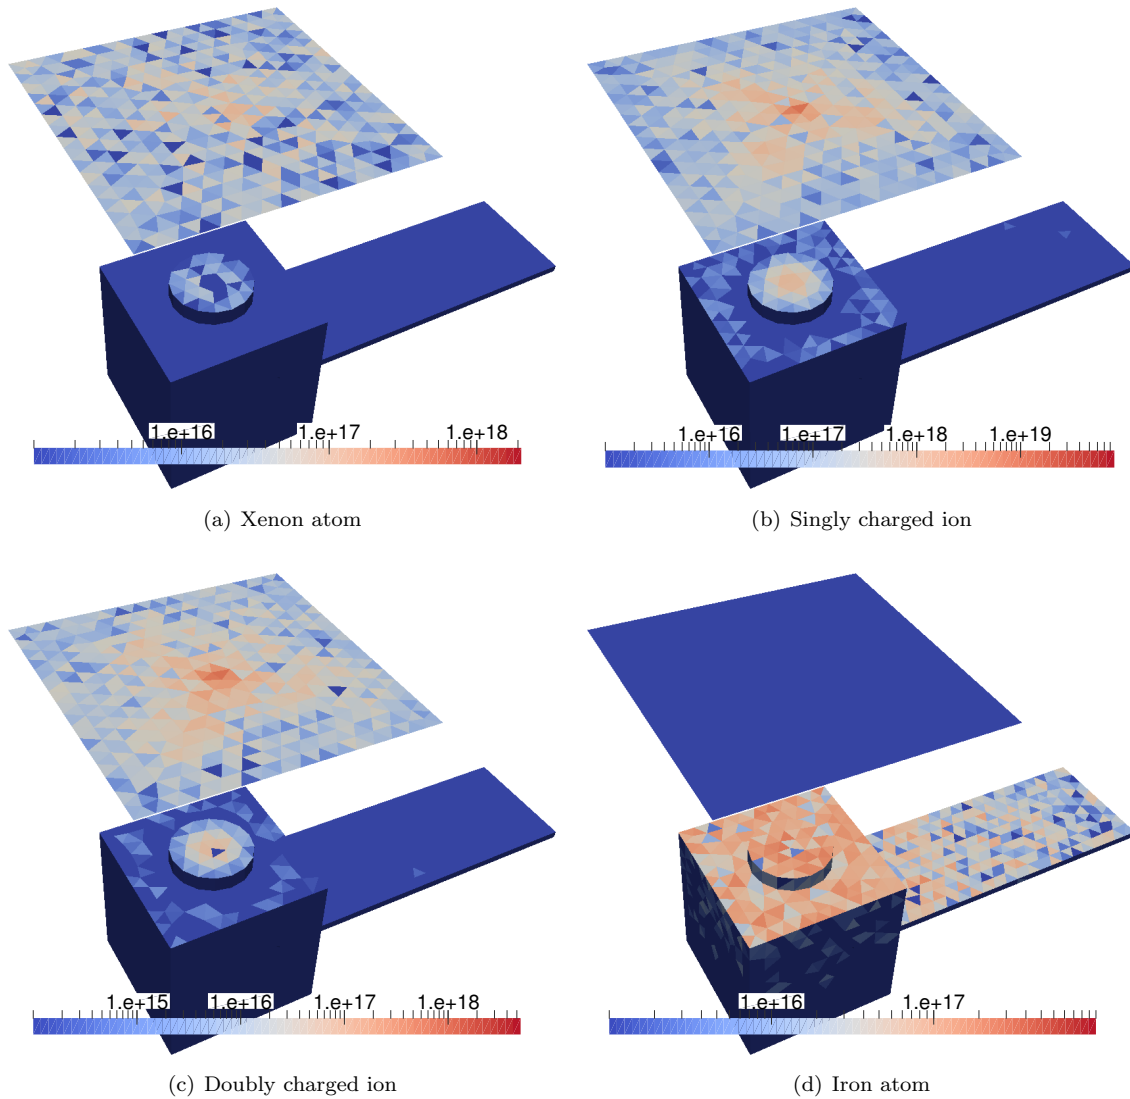 1.e+16 1.e+17 1.e+18
1.e+16 1.e+17 1.e+18 1.e+19
(a) Xenon atom
(b) Singly charged ion
1.e+15 1.e+16 1.e+17 1.e+18
1.e+16 1.e+17
(c) Doubly charged ion
(d) Iron atom